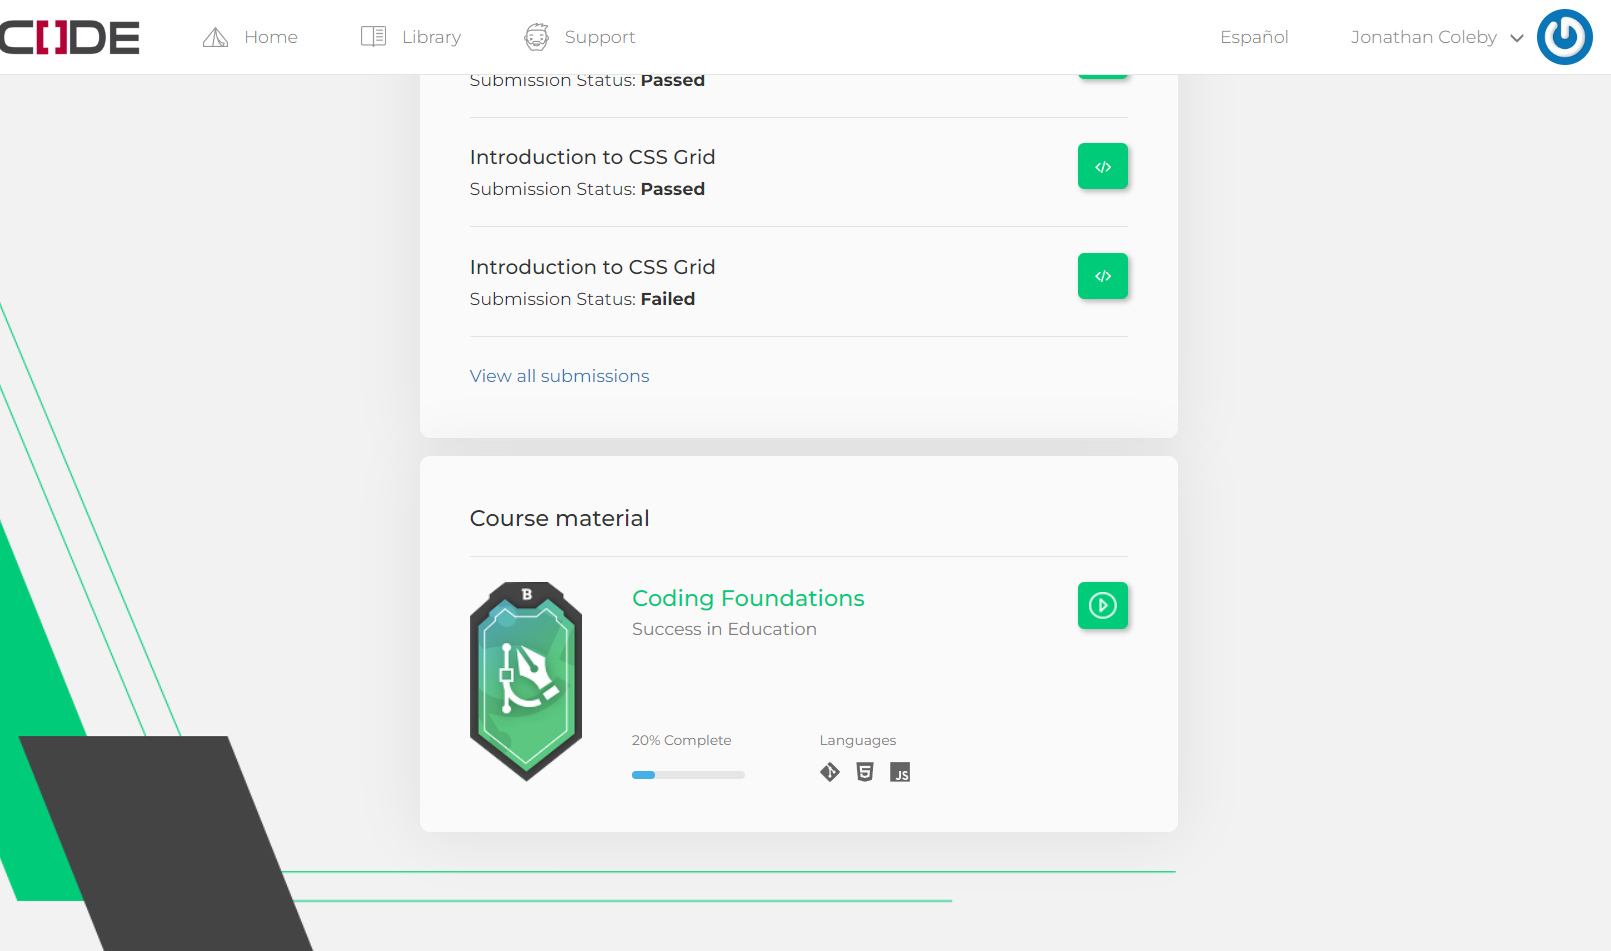 C[]DE
Home
Library
Support
Español
Jonathan Coleby
Submission Status: Passed
Introduction to CSS Grid
Submission Status: Passed
Introduction to CSS Grid
Submission Status: Failed
View all submissions
Course material
B
Coding Foundations
Success in Education
20% Complete
Languages
5
JS